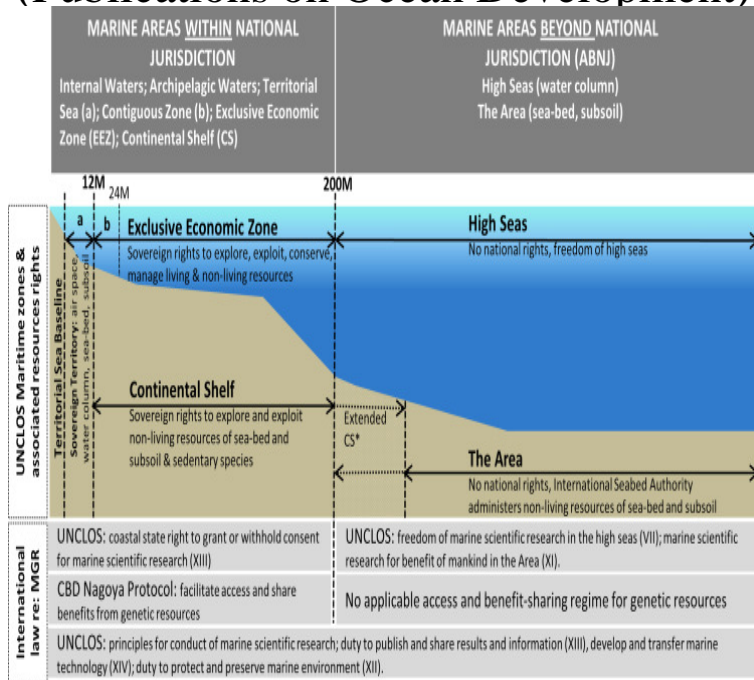 (Publications on Ocean Development)
MARINE AREAS WITHIN NATIONAL
JURISDICTION
Internal Waters; Archipelagic Waters; Territorial
Sea (a); Contiguous Zone (b); Exclusive Economic
Zone (EEZ); Continental Shelf (CS)
MARINE AREAS BEYOND NATIONAL
JURISDICTION (ABNJ)
High Seas (water column)
The Area (sea-bed, subsoil)
12M
24M
200M
UNCLOS Maritime zones &
associated resources rights
a
b
Territorial Sea Baseline
Sovereign Territory: air space,
water column, sea-bed, subsoil
Exclusive Economic Zone
Sovereign rights to explore, exploit, conserve,
manage living & non-living resources
High Seas
No national rights, freedom of high seas
Continental Shelf
Sovereign rights to explore and exploit
non-living resources of sea-bed and
subsoil & sedentary species
Extended
CS*
The Area
No national rights, International Seabed Authority
administers non-living resources of sea-bed and subsoil
International
law re: MGR
UNCLOS: coastal state right to grant or withhold consent
for marine scientific research (XIII)
UNCLOS: freedom of marine scientific research in the high seas (VII); marine scientific
research for benefit of mankind in the Area (XI).
CBD Nagoya Protocol: facilitate access and share
benefits from genetic resources
No applicable access and benefit-sharing regime for genetic resources
UNCLOS: principles for conduct of marine scientific research; duty to publish and share results and information (XIII), develop and transfer marine
technology (XIV); duty to protect and preserve marine environment (XII).